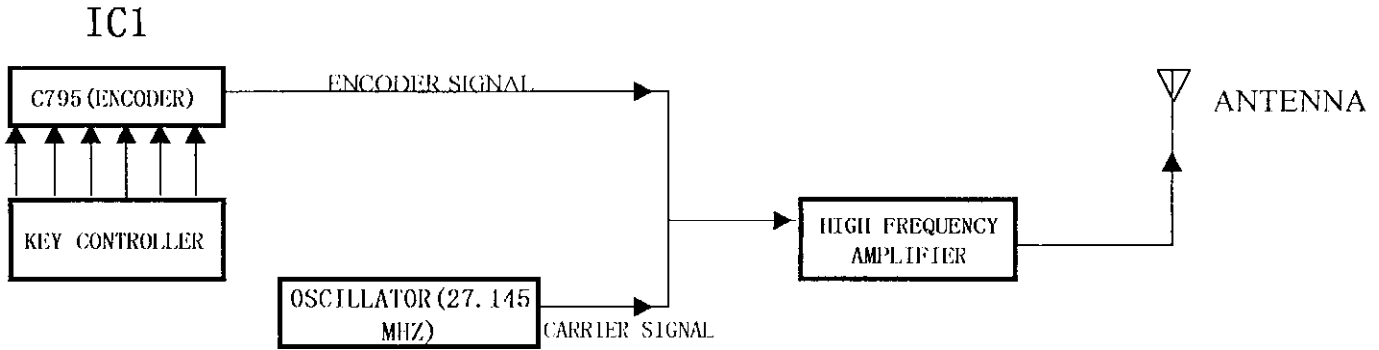 IC1
C795(ENCODER)
ENCODER SIGNAL
ANTENNA
KEY CONTROLLER
HIGH FREQUENCY
AMPLIFIER
OSCILLATOR(27.145
MHZ)
CARRIER SIGNAL